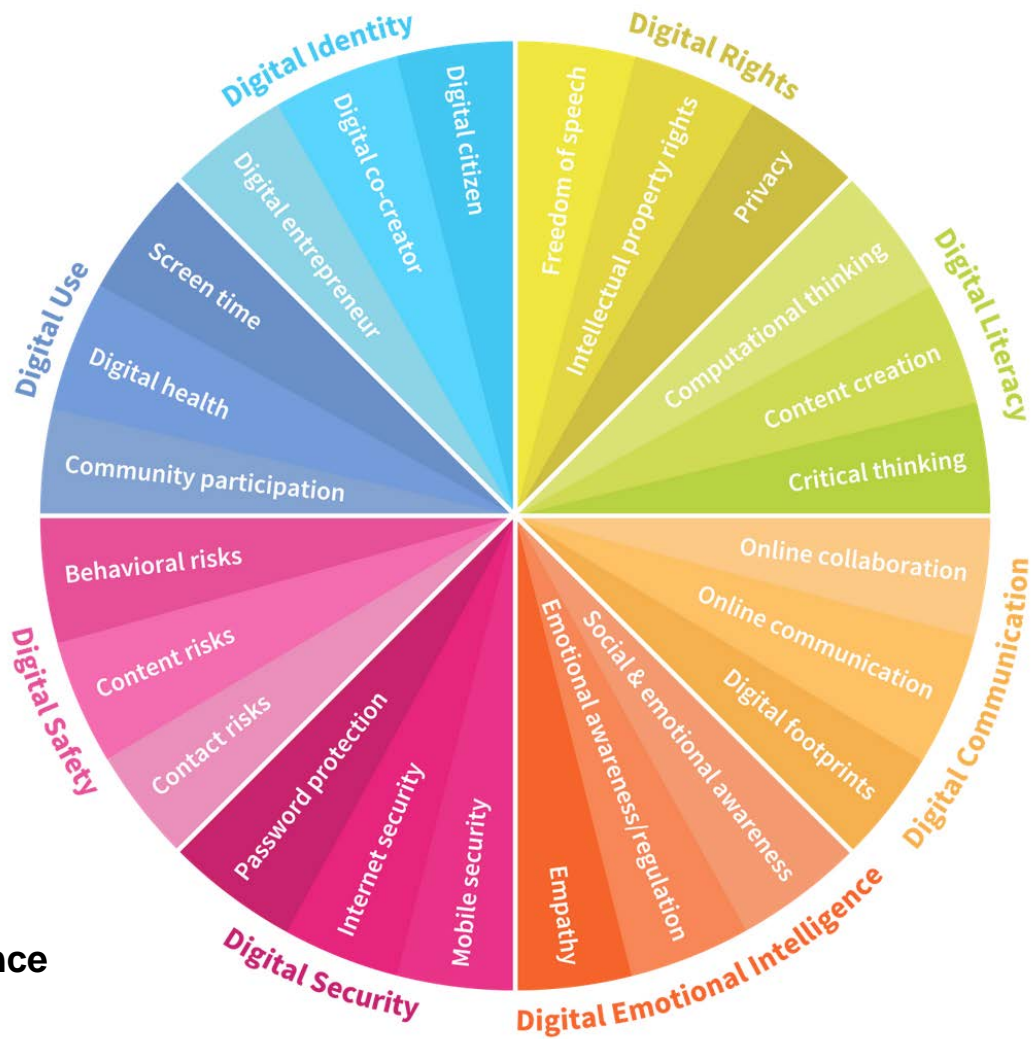 Digital Identity
Digital Rights
Digital citizen
Digital co-creator
Digital entrepreneur
Freedom of speech
Intellectual property rights
Privacy
Digital Use
Screen time
Digital health
Community participation
Digital Literacy
Computational thinking
Content creation
Critical thinking
Digital Safety
Behavioral risks
Content risks
Contact risks
Digital Communication
Online collaboration
Online communication
Digital footprints
Digital Security
Password protection
Internet security
Mobile security
Digital Emotional Intelligence
Social & emotional awareness
Emotional awareness/regulation
Empathy